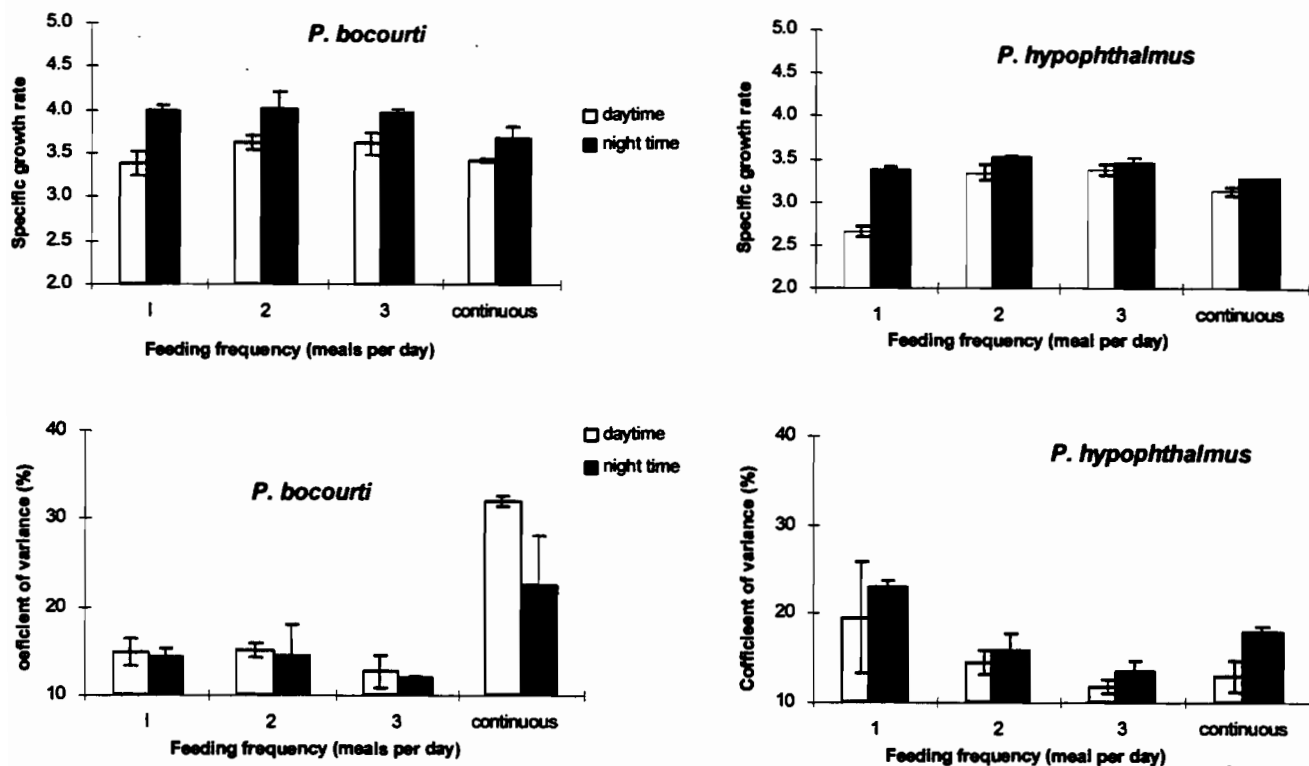 P. bocourti
5.0
4.5
4.0
3.5
3.0
2.5
2.0
Specific growth rate
daytime
night time
1 2 3 continuous
Feeding frequency (meals per day)
P. hypophthalmus
5.0
4.5
4.0
3.5
3.0
2.5
2.0
Specific growth rate
1 2 3 continuous
Feeding frequency (meal per day)
P. bocourti
40
30
20
10
oeficient of variance (%)
daytime
night time
1 2 3 continuous
Feeding frequency (meals per day)
P. hypophthalmus
40
30
20
10
Cofficieent of variance (%)
1 2 3 continuous
Feeding frequency (meal per day)